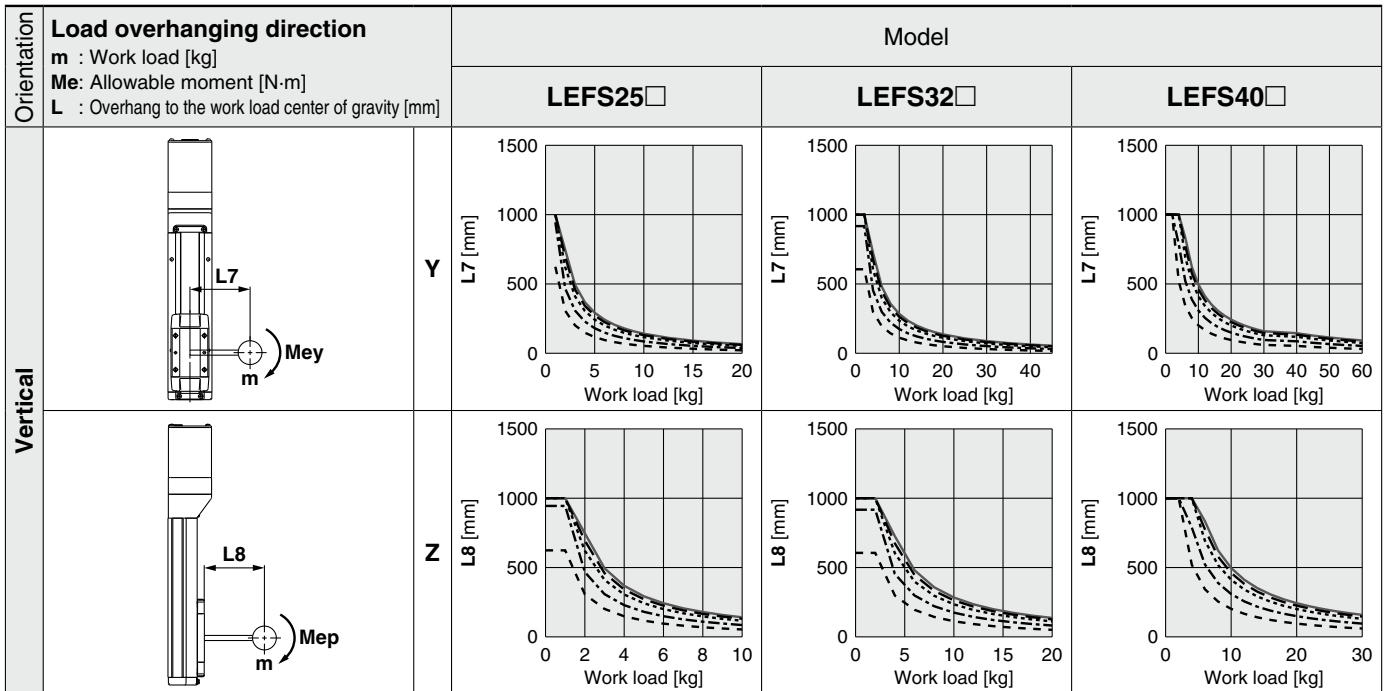 Orientation
Load overhanging direction
m : Work load [kg]
Me: Allowable moment [N·m]
L : Overhang to the work load center of gravity [mm]
Model
LEFS25□
LEFS32□
LEFS40□
Vertical
L7
Mey
m
Y
1500
1000
500
0
L7 [mm]
0 5 10 15 20
Work load [kg]
1500
1000
500
0
L7 [mm]
0 10 20 30 40
Work load [kg]
1500
1000
500
0
L7 [mm]
0 10 20 30 40 50 60
Work load [kg]
L8
Mep
m
Z
1500
1000
500
0
L8 [mm]
0 2 4 6 8 10
Work load [kg]
1500
1000
500
0
L8 [mm]
0 5 10 15 20
Work load [kg]
1500
1000
500
0
L8 [mm]
0 10 20 30
Work load [kg]